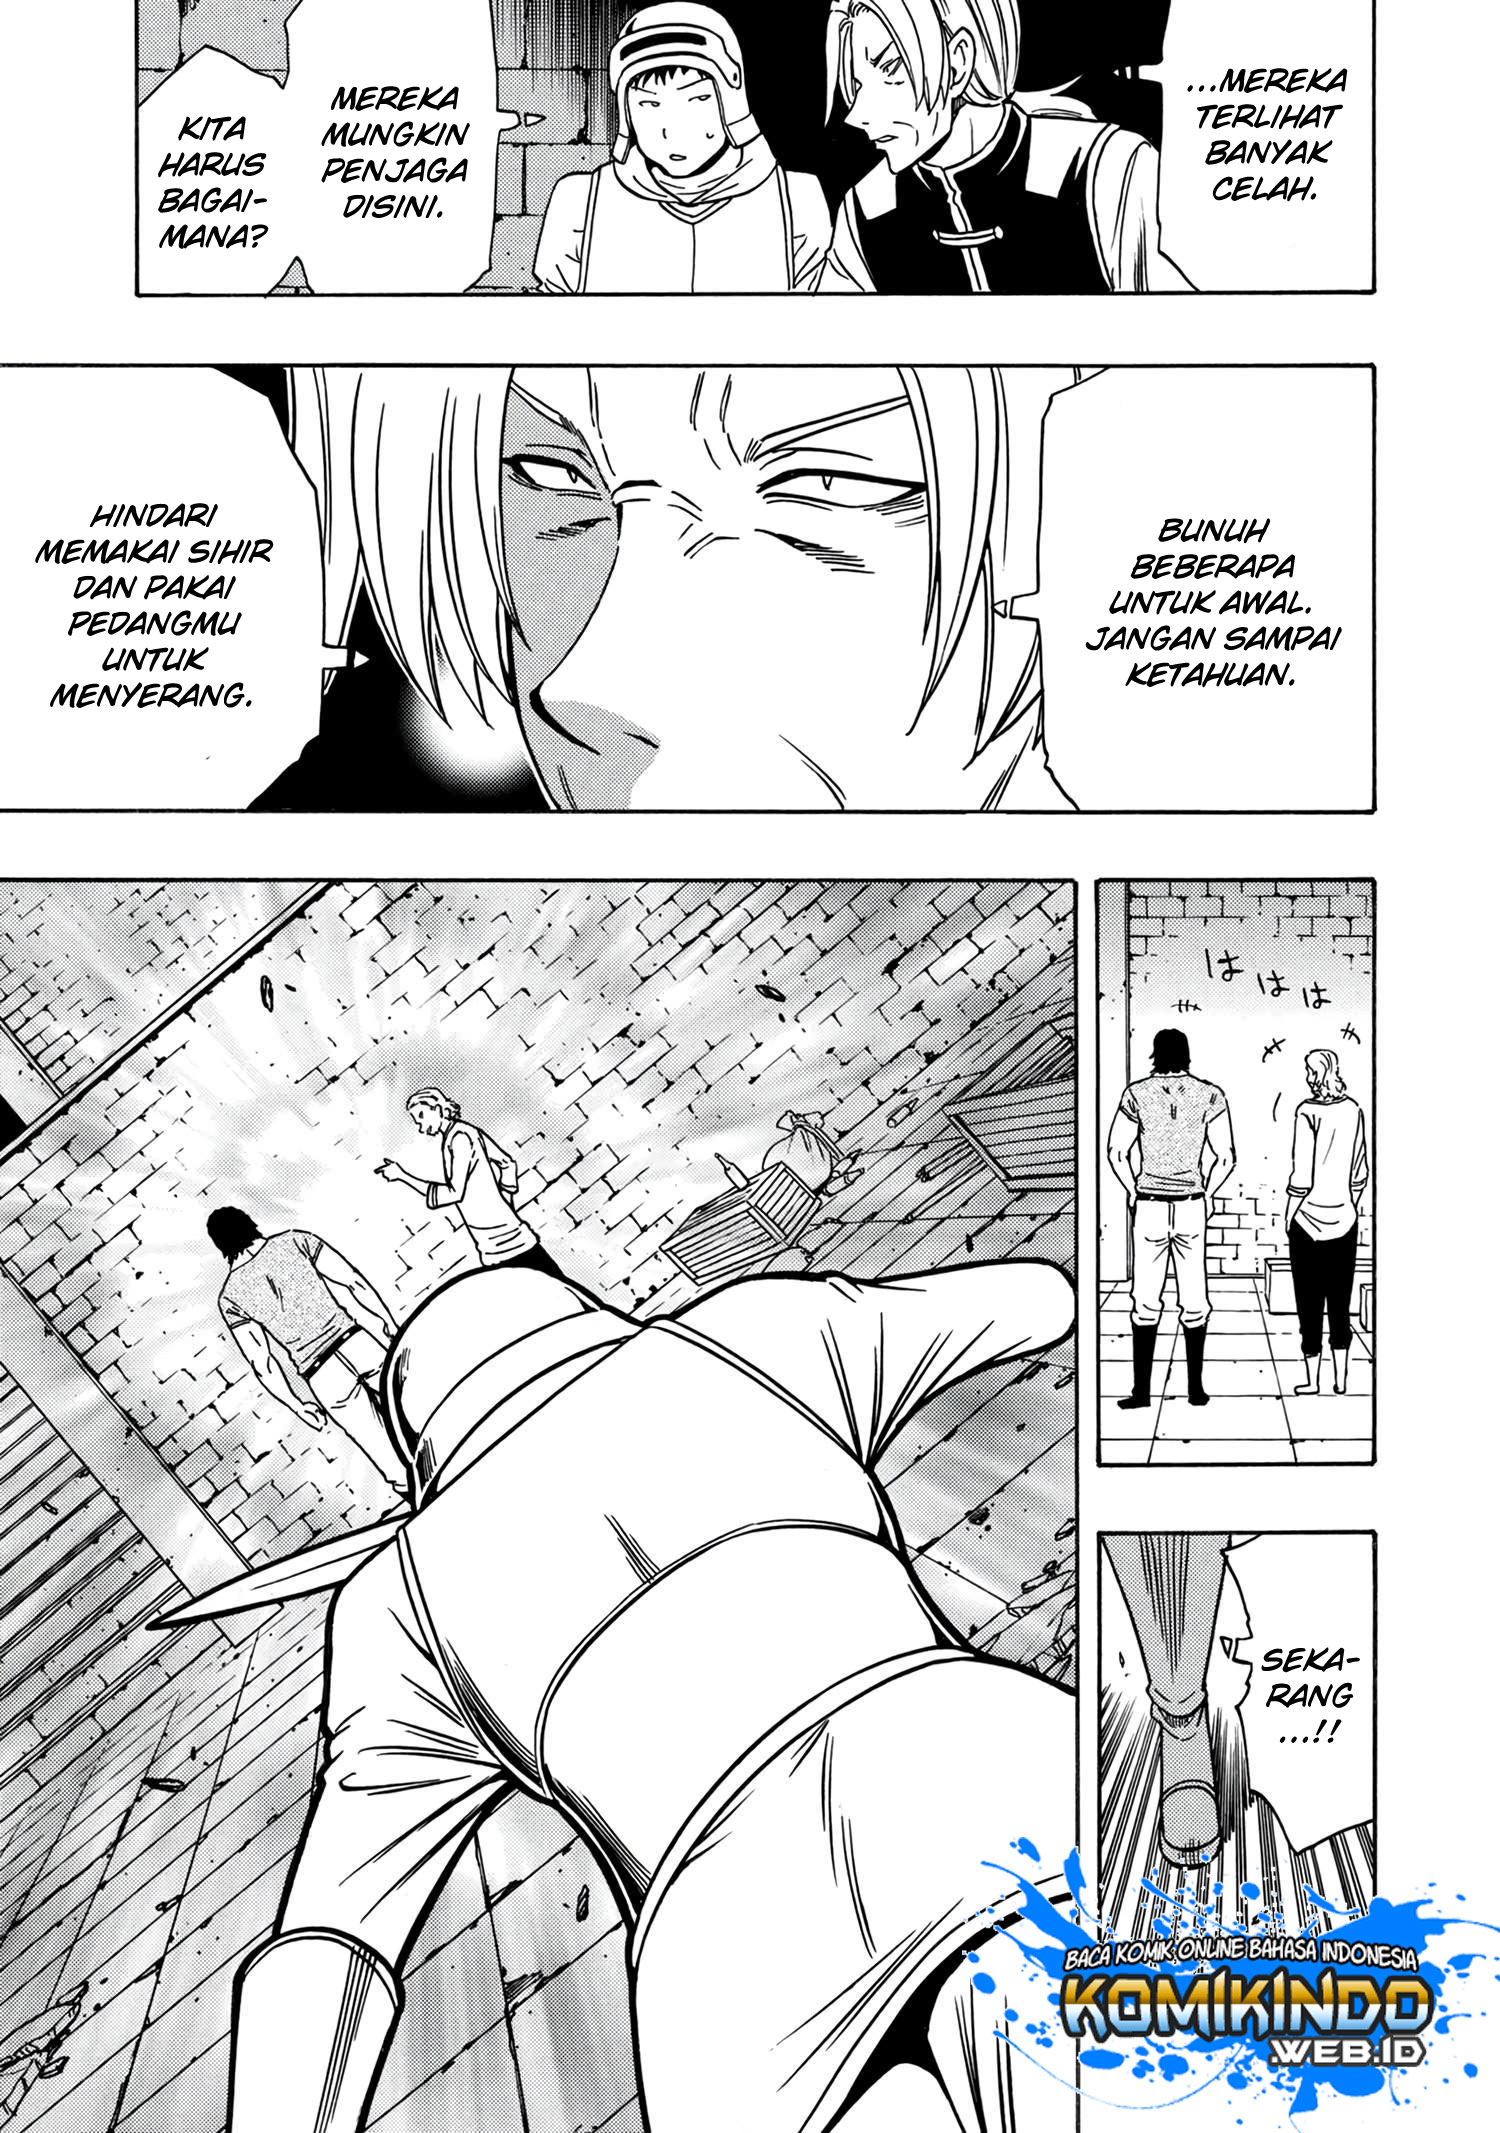 ...MEREKA
TERLIHAT
BANYAK
CELAH.
MEREKA
MUNGKIN
PENJAGA
DISINI.
KITA
HARUS
BAGAI-
MANA?
BUNUH
BEBERAPA
UNTUK AWAL.
JANGAN SAMPAI
KETAHUAN.
HINDARI
MEMAKAI SIHIR
DAN PAKAI
PEDANGMU
UNTUK
MENYERANG.
は は は
SEKA-
RANG
...!!
BACA KOMIK ONLINE BAHASA INDONESIA
KOMIKINDO
.WEB.ID